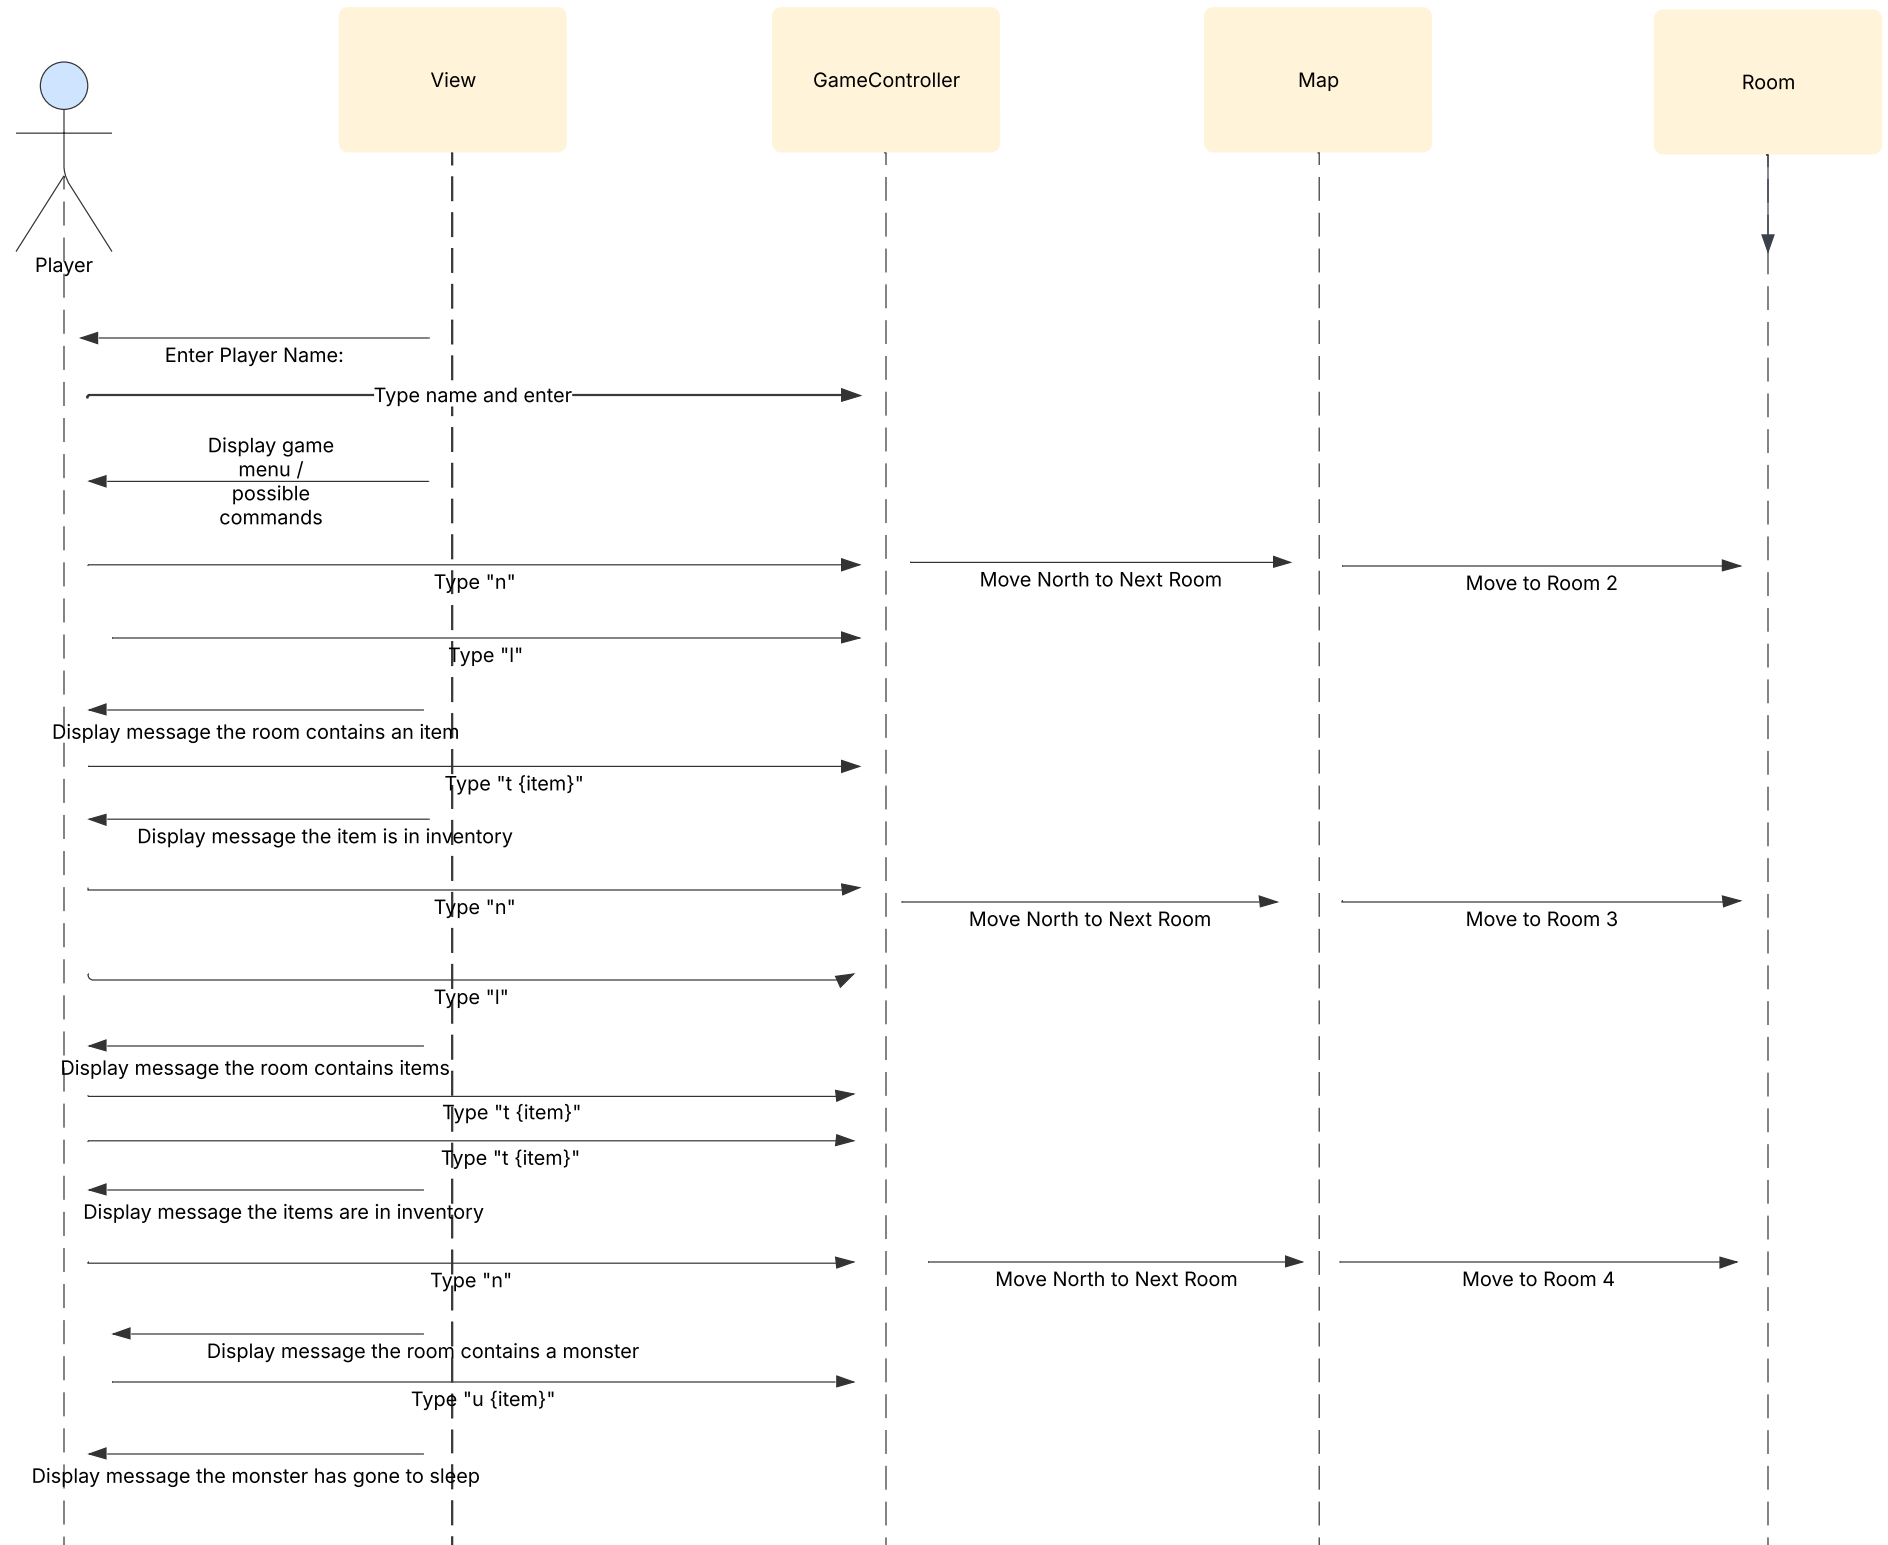 View
GameController
Map
Room
Player
Enter Player Name:
Type name and enter
Display game
menu /
possible
commands
Type "n"
Move North to Next Room
Move to Room 2
Type "l"
Display message the room contains an item
Type "t {item}"
Display message the item is in inventory
Type "n"
Move North to Next Room
Move to Room 3
Type "l"
Display message the room contains items
Type "t {item}"
Type "t {item}"
Display message the items are in inventory
Type "n"
Move North to Next Room
Move to Room 4
Display message the room contains a monster
Type "u {item}"
Display message the monster has gone to sleep